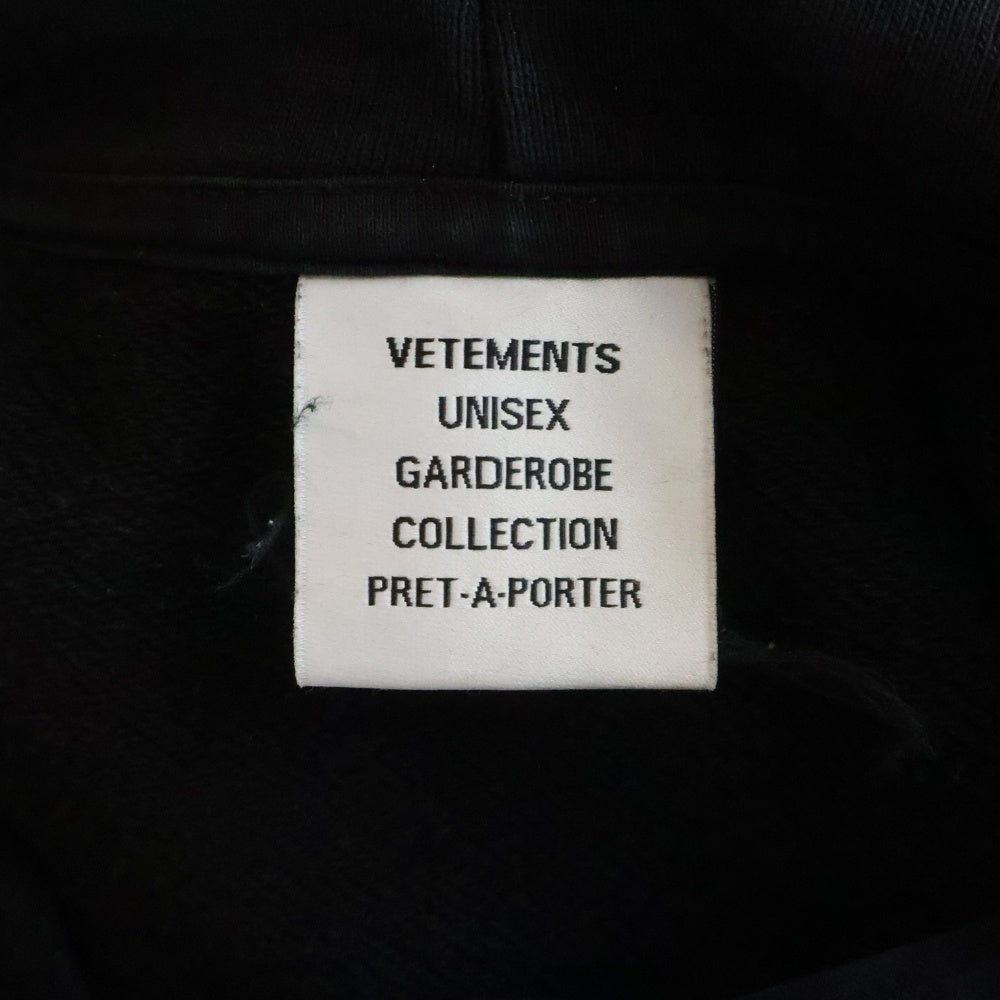 VETEMENTS
UNISEX
GARDEROBE
COLLECTION
PRET-A-PORTER